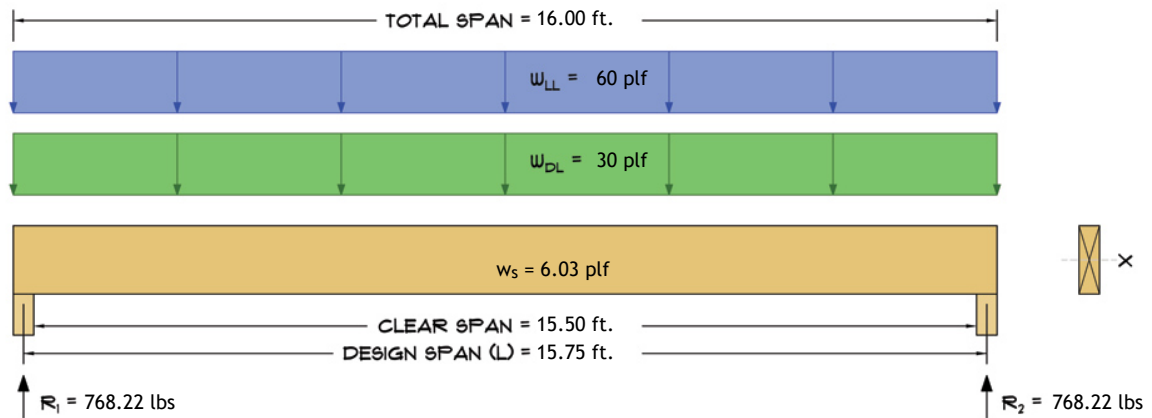 TOTAL SPAN = 16.00 ft.
WLL = 60 plf
WDL = 30 plf
ws = 6.03 plf
X
CLEAR SPAN = 15.50 ft.
DESIGN SPAN (L) = 15.75 ft.
R1 = 768.22 lbs
R2 = 768.22 lbs